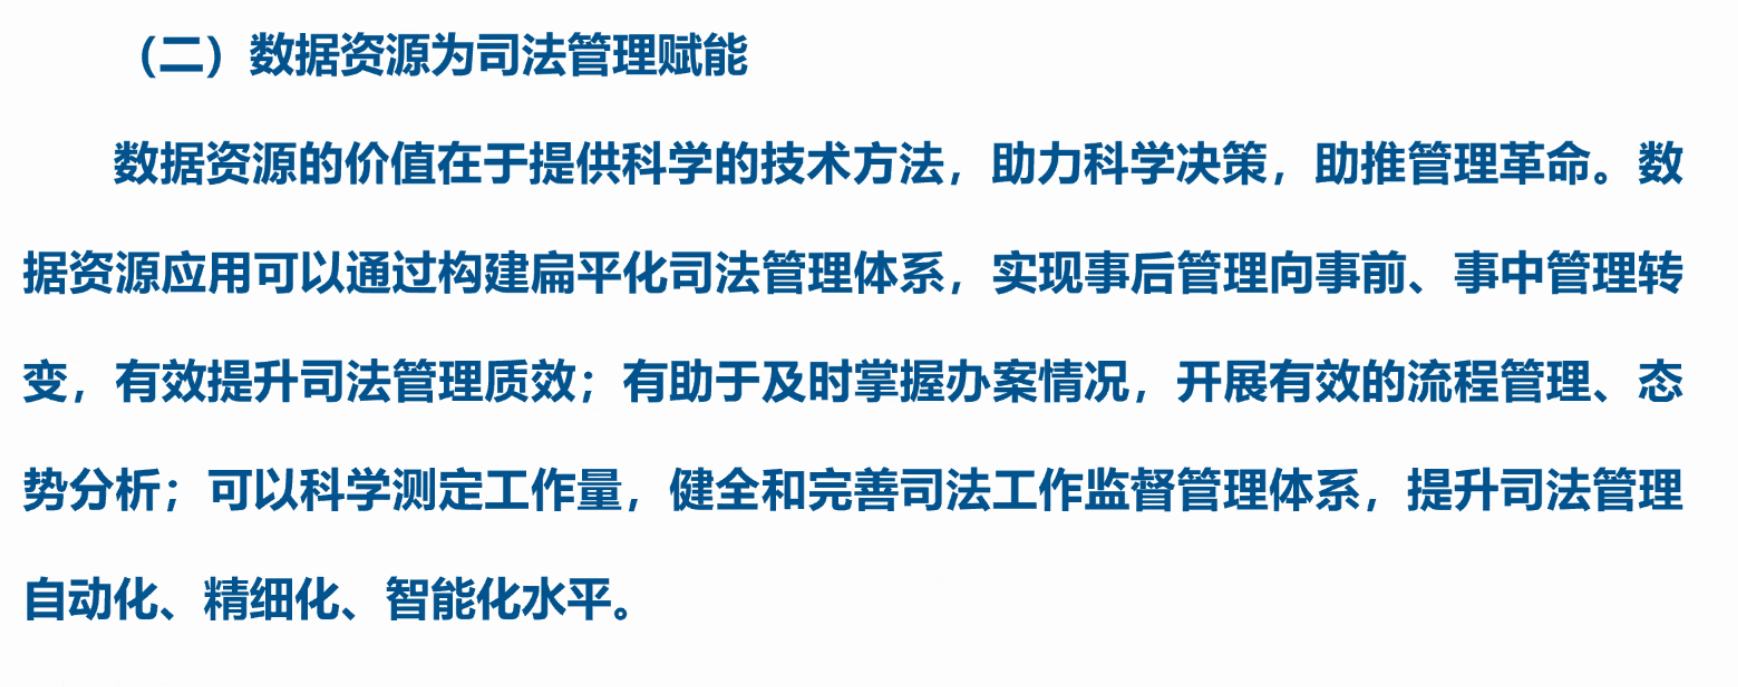 （二）数据资源为司法管理赋能
数据资源的价值在于提供科学的技术方法，助力科学决策，助推管理革命。数
据资源应用可以通过构建扁平化司法管理体系，实现事后管理向事前、事中管理转
变，有效提升司法管理质效；有助于及时掌握办案情况，开展有效的流程管理、态
势分析；可以科学测定工作量，健全和完善司法工作监督管理体系，提升司法管理
自动化、精细化、智能化水平。